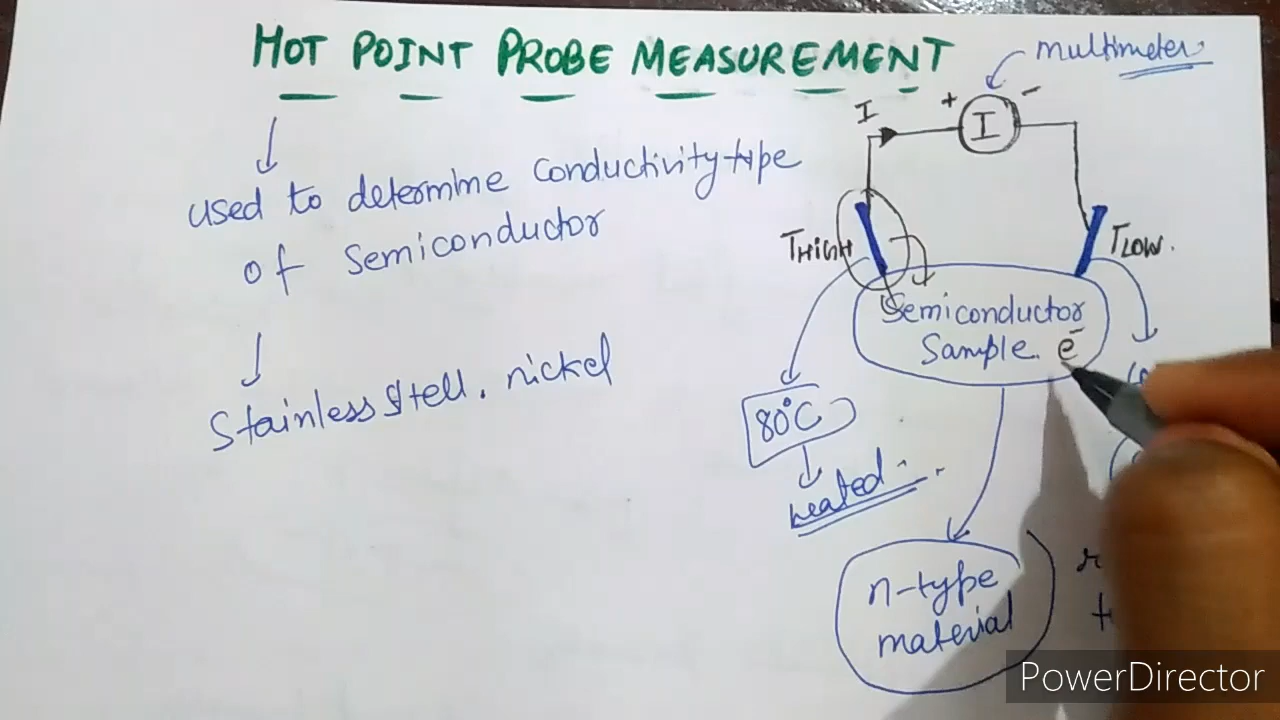 HOT POINT PROBE MEASUREMENT
used to determine conductivity type
of semiconductor
Stainless Stell, nickel
multimeter
I
+
I
-
THIGH
TLOW.
Semiconductor
Sample. e-
80°C
heated
n-type
material
PowerDirector